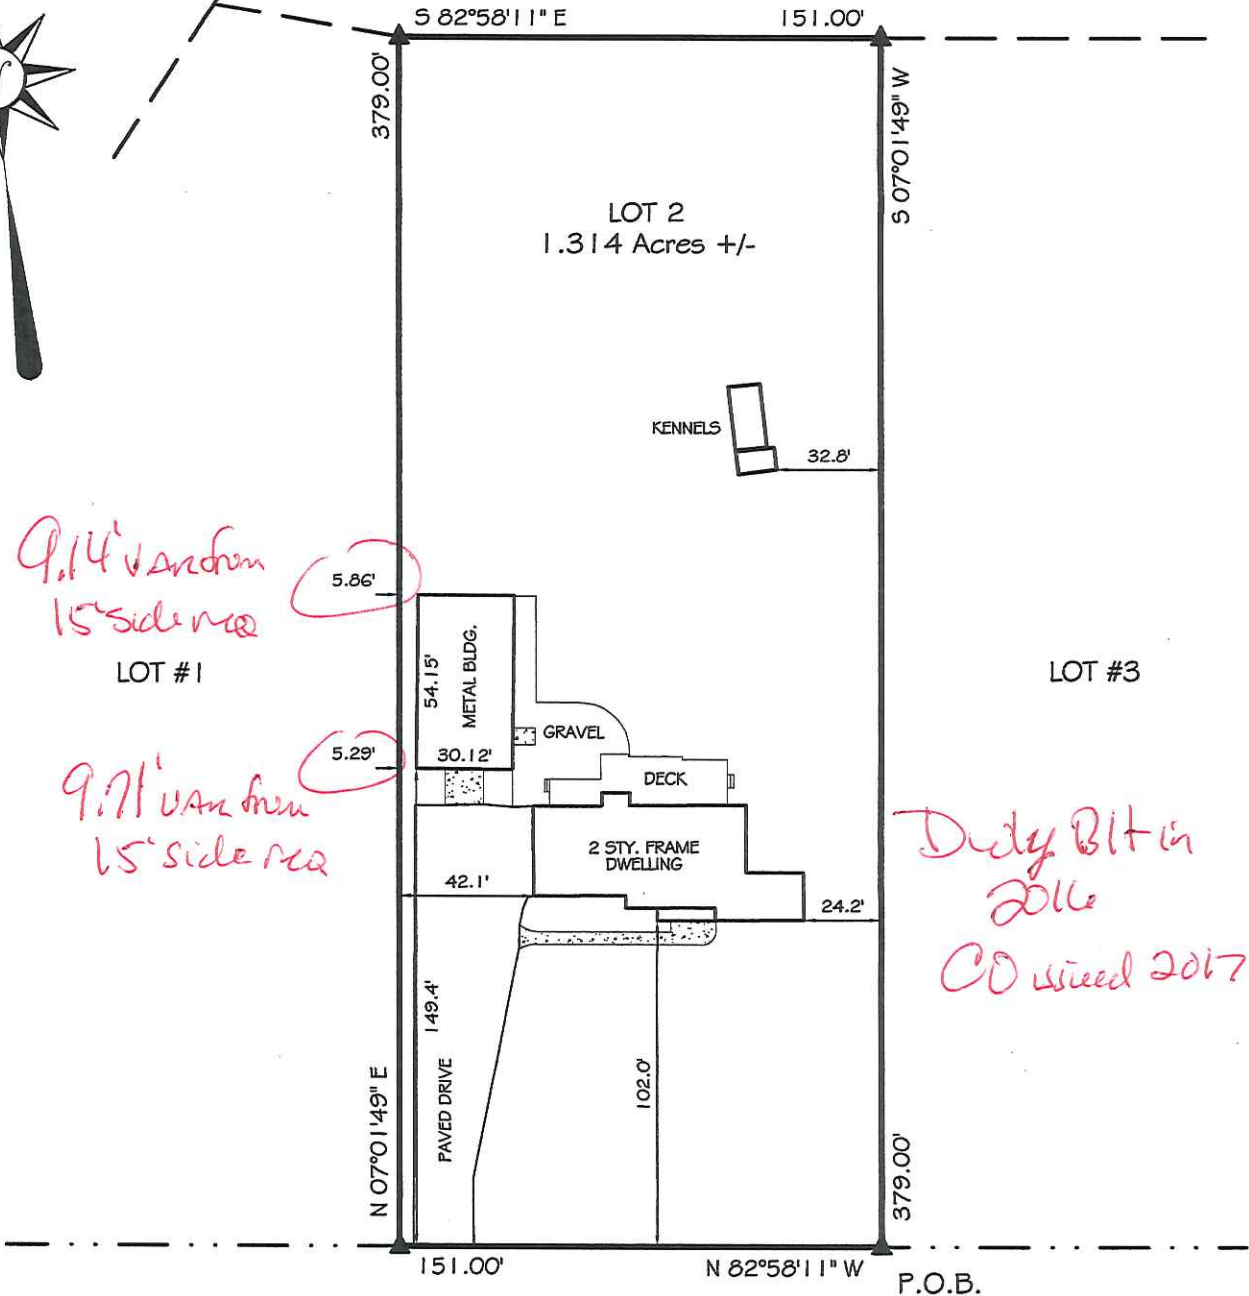 S 82°58'11" E
151.00'
379.00'
S 07°01'49" W
LOT 2
1.314 Acres +/-
KENNELS
32.8'
9.14' var from
15' side
5.86'
LOT #1
54.15'
METAL BLDG.
LOT #3
GRAVEL
5.29'
30.12'
DECK
9.71' var from
15' side
2 STY. FRAME
DWELLING
42.1'
24.2'
Blt in
2016
CO issued 2017
149.4'
PAVED DRIVE
102.0'
N 07°01'49" E
379.00'
151.00'
N 82°58'11" W
P.O.B.